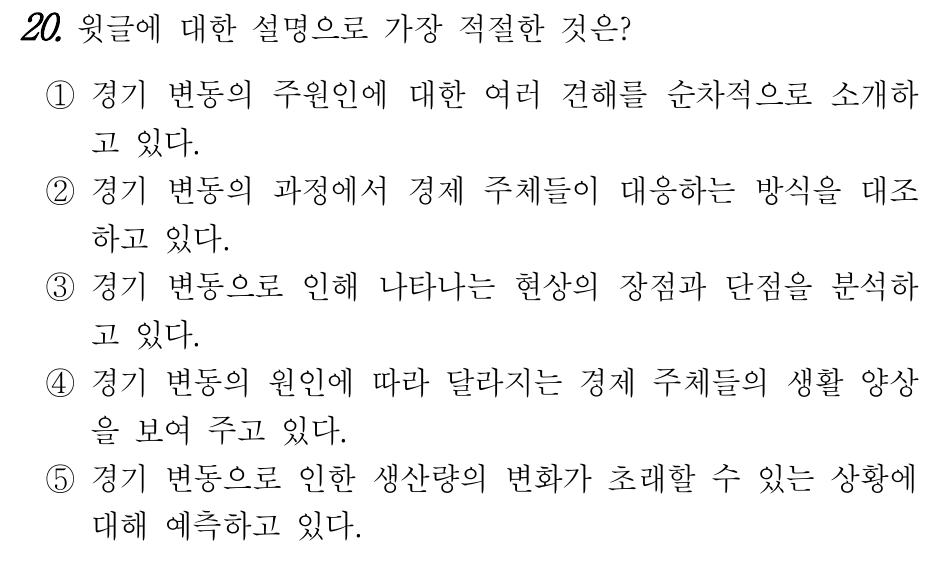 20. 윗글에 대한 설명으로 가장 적절한 것은?
① 경기 변동의 주원인에 대한 여러 견해를 순차적으로 소개하
고 있다.
② 경기 변동의 과정에서 경제 주체들이 대응하는 방식을 대조
하고 있다.
③ 경기 변동으로 인해 나타나는 현상의 장점과 단점을 분석하
고 있다.
④ 경기 변동의 원인에 따라 달라지는 경제 주체들의 생활 양상
을 보여 주고 있다.
⑤ 경기 변동으로 인한 생산량의 변화가 초래할 수 있는 상황에
대해 예측하고 있다.